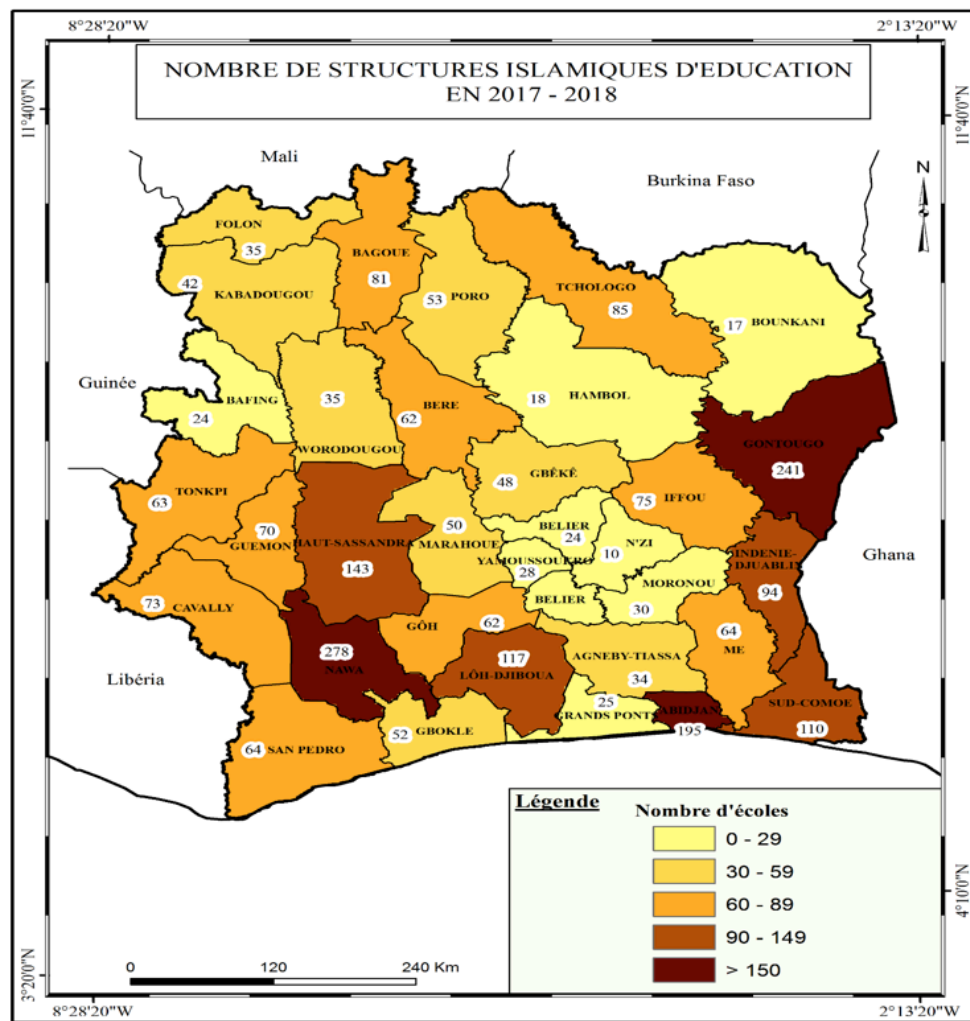 8°28'20"W
2°13'20"W
NOMBRE DE STRUCTURES ISLAMIQUES D'EDUCATION
EN 2017 - 2018
11°40'0"N
11°40'0"N
Mali
Burkina Faso
N
FOLON
35
BAGOUE
81
42
KABADOUGOU
53
PORO
TCHOLOGO
85
17
BOUNKANI
Guinée
BAFING
24
35
WORODOUGOU
BERE
62
18
HAMBOL
GONTOUGO
241
TONKPI
63
GBÊKÊ
48
75
IFFOU
70
GUEMON
HAUT-SASSANDRA
143
50
MARAHOUE
BELIER
24
N'ZI
10
YAMOUSSOUKRO
28
INDENIE-
DJUABLIN
94
Ghana
MORONOU
30
BELIER
73
CAVALLY
GÔH
62
64
ME
278
NAWA
117
LÔH-DJIBOUA
AGNEBY-TIASSA
34
Libéria
25
GRANDS PONTS
ABIDJAN
195
SUD-COMOE
110
64
SAN PEDRO
52
GBOKLE
Légende
Nombre d'écoles
0 - 29
30 - 59
60 - 89
90 - 149
> 150
0
120
240 Km
4°10'0"N
3°20'0"N
8°28'20"W
2°13'20"W